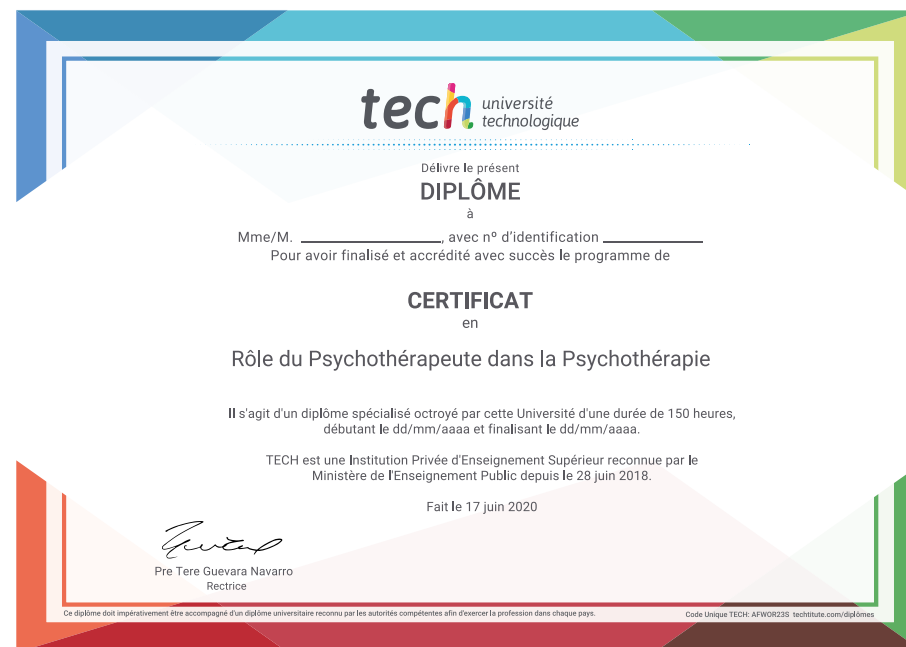 tech université
technologique
Délivre le présent
DIPLÔME
à
Mme/M. ____________________, avec nº d'identification ______________
Pour avoir finalisé et accrédité avec succès le programme de
CERTIFICAT
en
Rôle du Psychothérapeute dans la Psychothérapie
Il s'agit d'un diplôme spécialisé octroyé par cette Université d'une durée de 150 heures,
débutant le dd/mm/aaaa et finalisant le dd/mm/aaaa.
TECH est une Institution Privée d'Enseignement Supérieur reconnue par le
Ministère de l'Enseignement Public depuis le 28 juin 2018.
Fait le 17 juin 2020
Pre Tere Guevara Navarro
Rectrice
Ce diplôme doit impérativement être accompagné d'un diplôme universitaire reconnu par les autorités compétentes afin d'exercer la profession dans chaque pays.
Code Unique TECH: AFWOR23S techtitute.com/diplômes